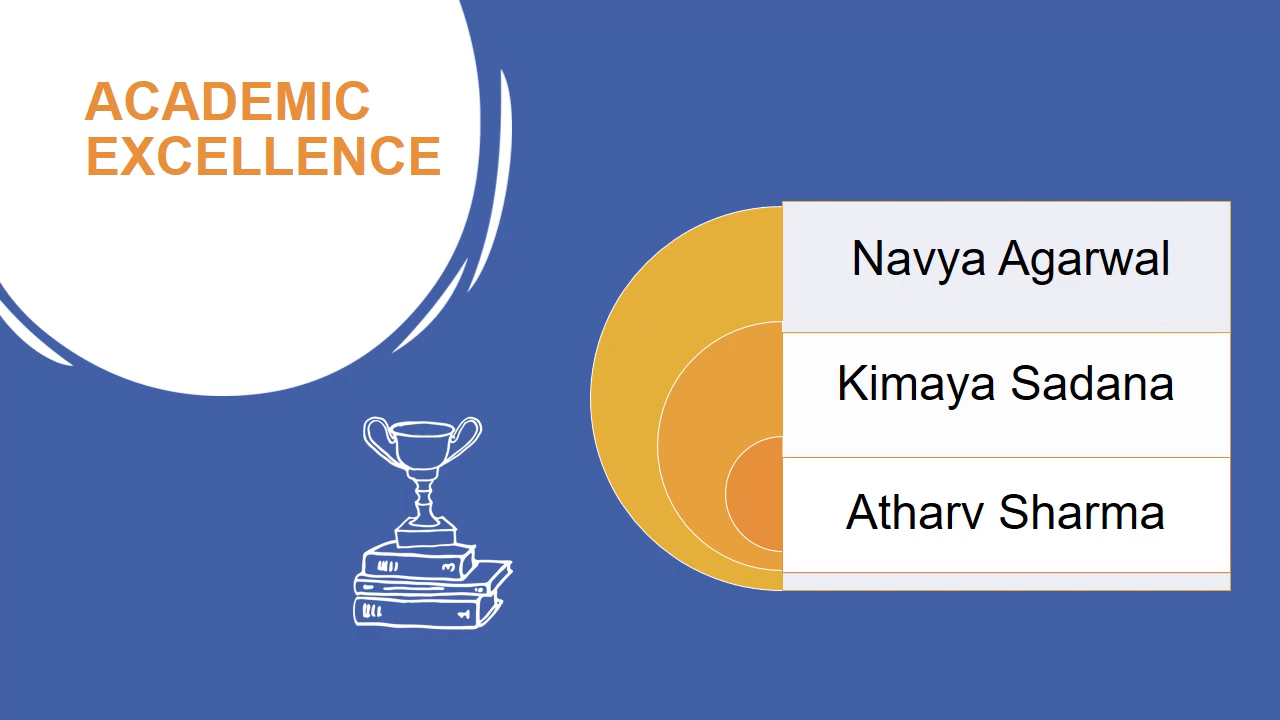 ACADEMIC
EXCELLENCE
Navya Agarwal
Kimaya Sadana
Atharv Sharma